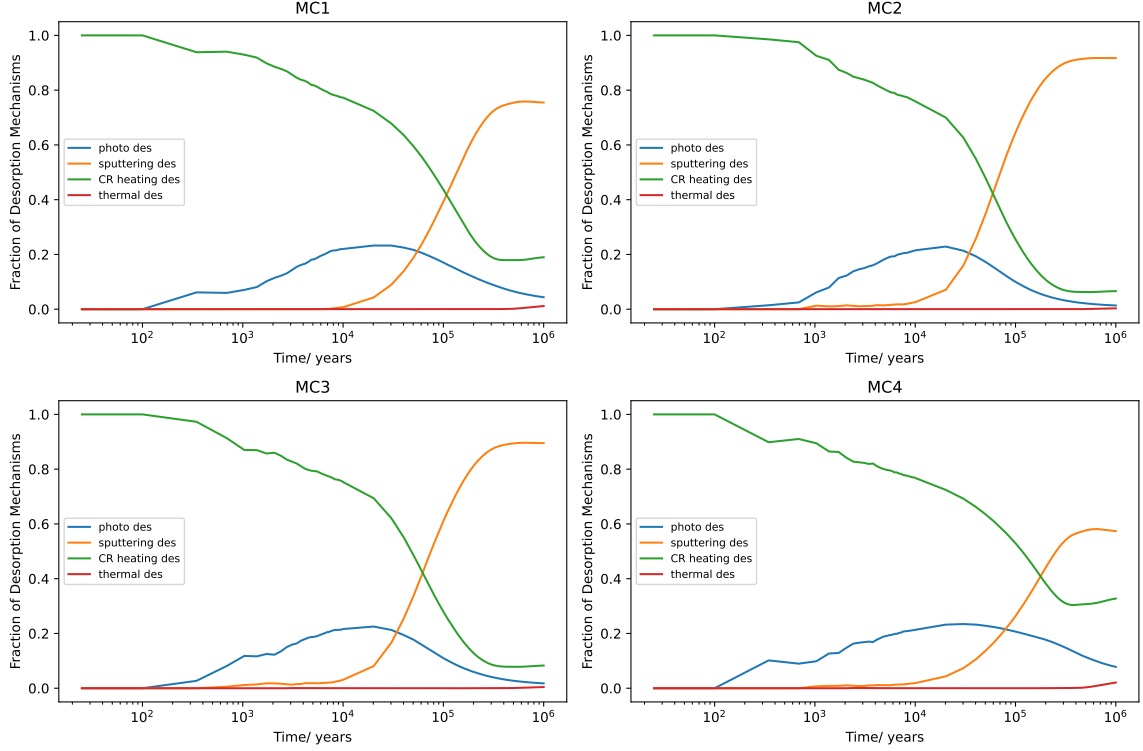 MC1
Fraction of Desorption Mechanisms
1.0
0.8
0.6
0.4
0.2
0.0
photo des
sputtering des
CR heating des
thermal des
10²
10³
10⁴
10⁵
10⁶
Time/ years
MC2
Fraction of Desorption Mechanisms
1.0
0.8
0.6
0.4
0.2
0.0
photo des
sputtering des
CR heating des
thermal des
10²
10³
10⁴
10⁵
10⁶
Time/ years
MC3
Fraction of Desorption Mechanisms
1.0
0.8
0.6
0.4
0.2
0.0
photo des
sputtering des
CR heating des
thermal des
10²
10³
10⁴
10⁵
10⁶
Time/ years
MC4
Fraction of Desorption Mechanisms
1.0
0.8
0.6
0.4
0.2
0.0
photo des
sputtering des
CR heating des
thermal des
10²
10³
10⁴
10⁵
10⁶
Time/ years